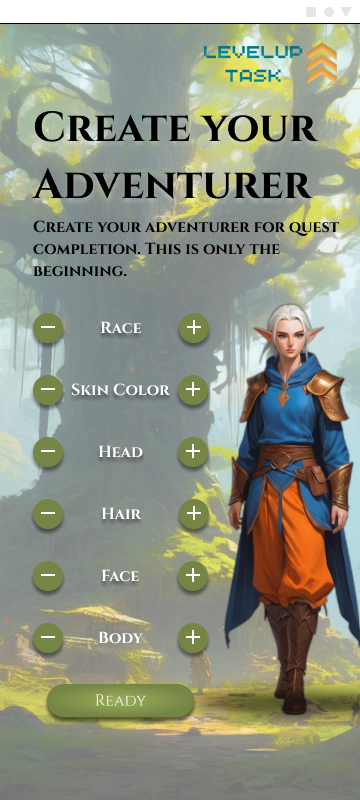 LEVELUP
TASK
Create your
Adventurer
Create your adventurer for quest
completion. This is only the
beginning.
Race
Skin Color
Head
Hair
Face
Body
Ready